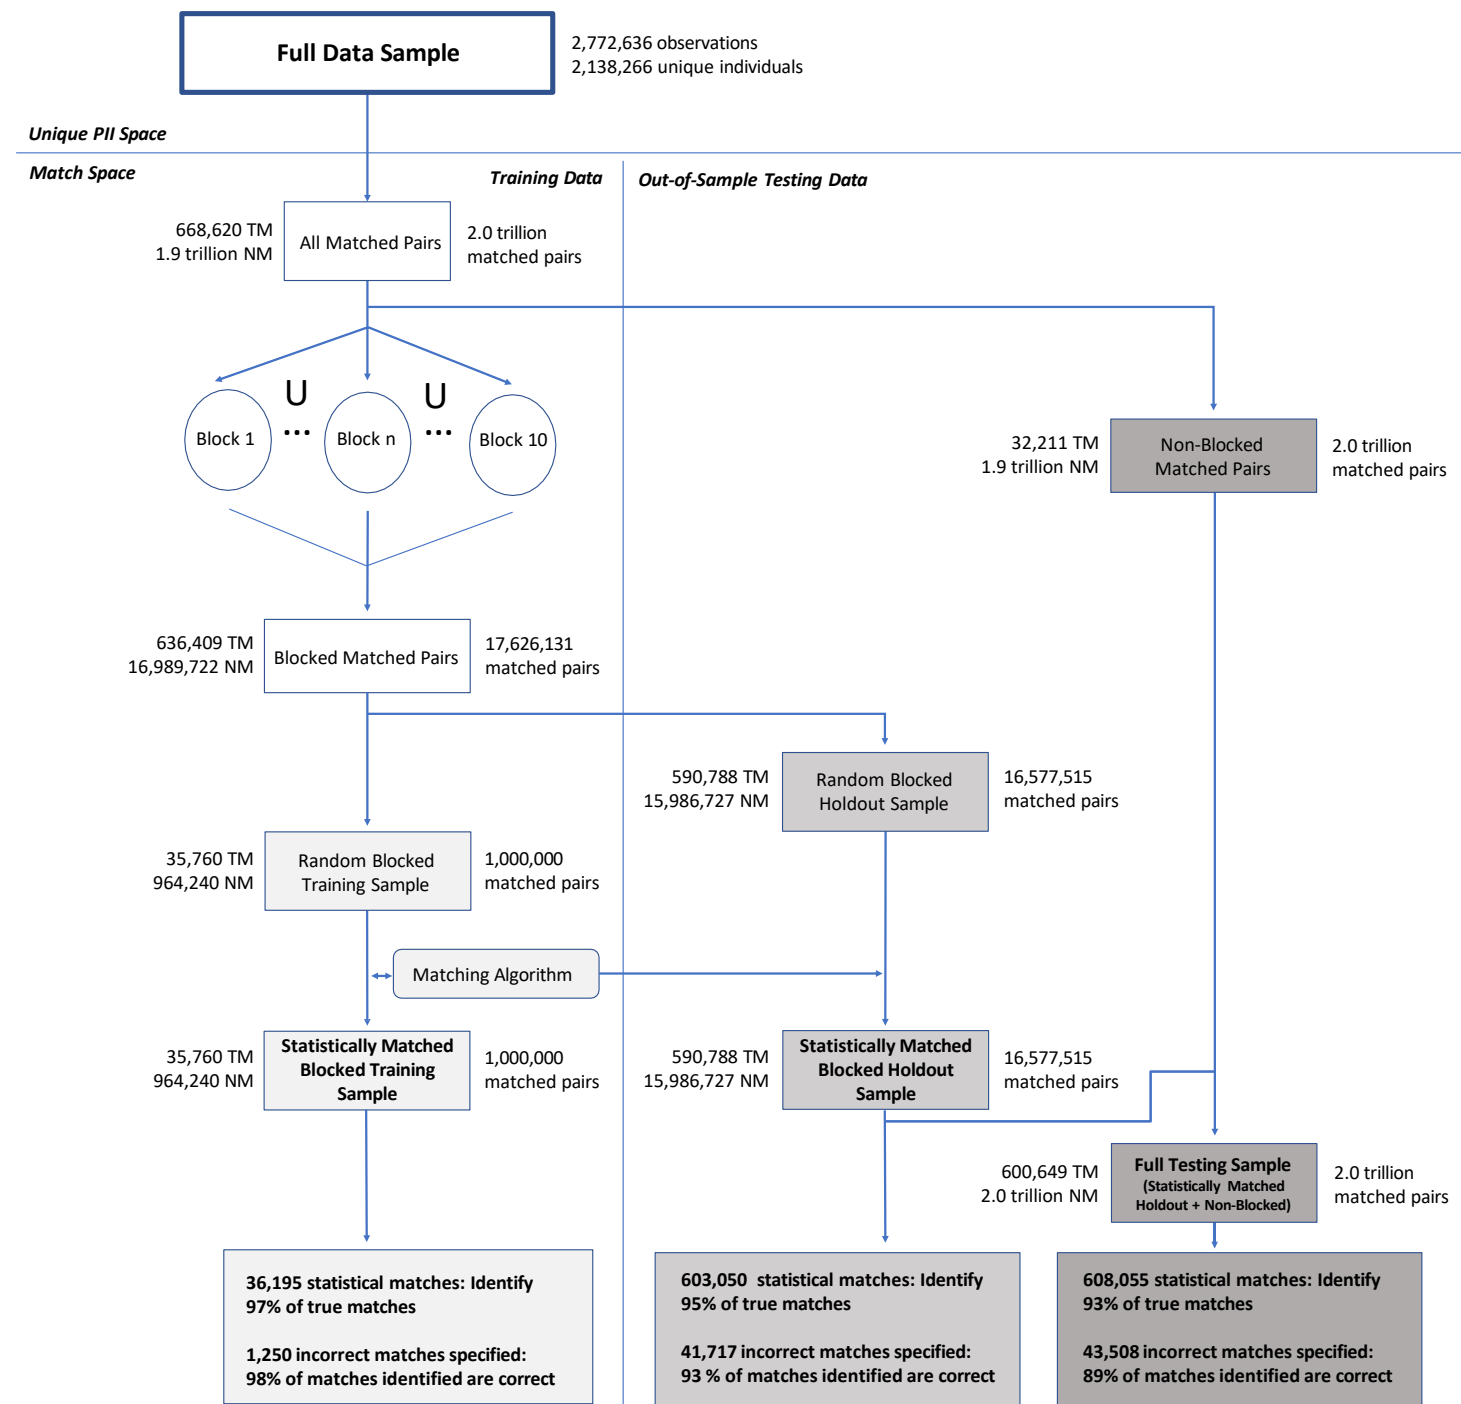 Full Data Sample
2,772,636 observations
2,138,266 unique individuals
Unique PII Space
Match Space
Training Data
Out-of-Sample Testing Data
668,620 TM
1.9 trillion NM
All Matched Pairs
2.0 trillion
matched pairs
U
U
Block 1
...
Block n
...
Block 10
32,211 TM
1.9 trillion NM
Non-Blocked
Matched Pairs
2.0 trillion
matched pairs
636,409 TM
16,989,722 NM
Blocked Matched Pairs
17,626,131
matched pairs
590,788 TM
15,986,727 NM
Random Blocked
Holdout Sample
16,577,515
matched pairs
35,760 TM
964,240 NM
Random Blocked
Training Sample
1,000,000
matched pairs
Matching Algorithm
35,760 TM
964,240 NM
Statistically Matched
Blocked Training
Sample
1,000,000
matched pairs
590,788 TM
15,986,727 NM
Statistically Matched
Blocked Holdout
Sample
16,577,515
matched pairs
600,649 TM
2.0 trillion NM
Full Testing Sample
(Statistically Matched
Holdout + Non-Blocked)
2.0 trillion
matched pairs
36,195 statistical matches: Identify
97% of true matches
1,250 incorrect matches specified:
98% of matches identified are correct
603,050 statistical matches: Identify
95% of true matches
41,717 incorrect matches specified:
93 % of matches identified are correct
608,055 statistical matches: Identify
93% of true matches
43,508 incorrect matches specified:
89% of matches identified are correct